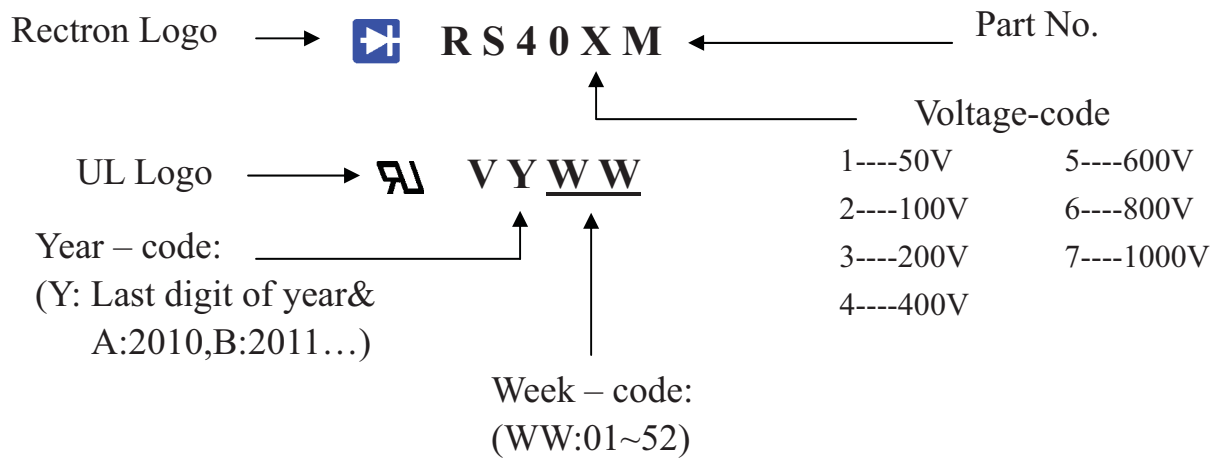 Rectron Logo
R S 4 0 X M
Part No.
Voltage-code
1----50V 5----600V
2----100V 6----800V
3----200V 7----1000V
4----400V
UL Logo
V Y W W
Year – code:
(Y: Last digit of year&
A:2010,B:2011…)
Week – code:
(WW:01~52)